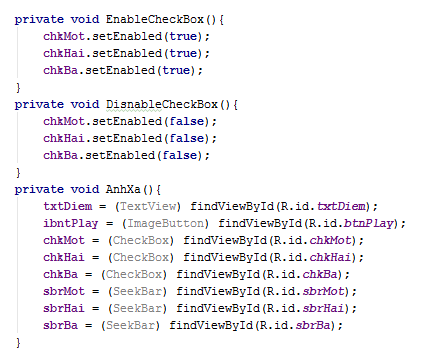 private void EnableCheckBox(){
    chkMot.setEnabled(true);
    chkHai.setEnabled(true);
    chkBa.setEnabled(true);
}
private void DisnableCheckBox(){
    chkMot.setEnabled(false);
    chkHai.setEnabled(false);
    chkBa.setEnabled(false);
}
private void AnhXa(){
    txtDiem = (TextView) findViewById(R.id.txtDiem);
    ibntPlay = (ImageButton) findViewById(R.id.btnPlay);
    chkMot = (CheckBox) findViewById(R.id.chkMot);
    chkHai = (CheckBox) findViewById(R.id.chkHai);
    chkBa = (CheckBox) findViewById(R.id.chkBa);
    sbrMot = (SeekBar) findViewById(R.id.sbrMot);
    sbrHai = (SeekBar) findViewById(R.id.sbrHai);
    sbrBa = (SeekBar) findViewById(R.id.sbrBa);
}